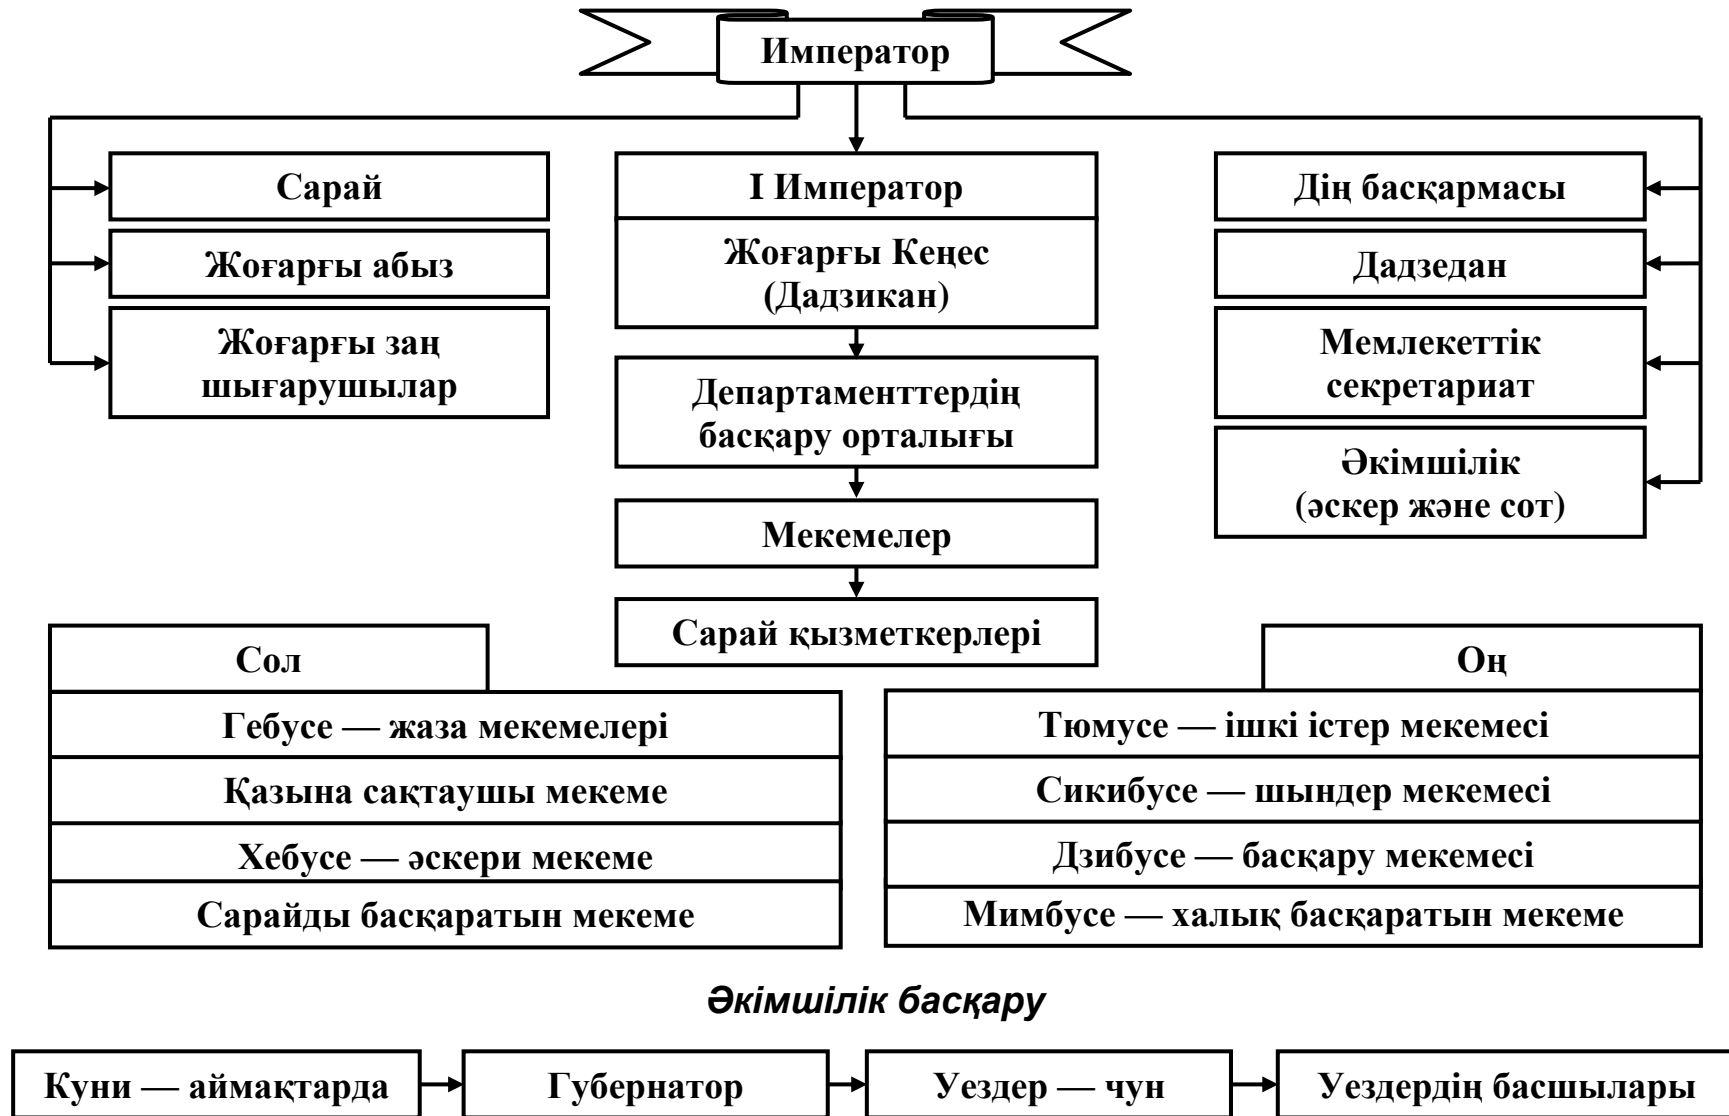 Император
Сарай
Жоғарғы абыз
Жоғарғы заң
шығарушылар
I Император
Жоғарғы Кеңес
(Дадзикан)
Департаменттердің
басқару орталығы
Мекемелер
Сарай қызметкерлері
Дін басқармасы
Дадзедан
Мемлекеттік
секретариат
Әкімшілік
(әскер және сот)
Сол
Гебусе — жаза мекемелері
Қазына сақтаушы мекеме
Хебусе — әскери мекеме
Сарайды басқаратын мекеме
Оң
Тюмусе — ішкі істер мекемесі
Сикибусе — шындер мекемесі
Дзибусе — басқару мекемесі
Мимбусе — халық басқаратын мекеме
Әкімшілік басқару
Куни — аймақтарда
Губернатор
Уездер — чун
Уездердің басшылары